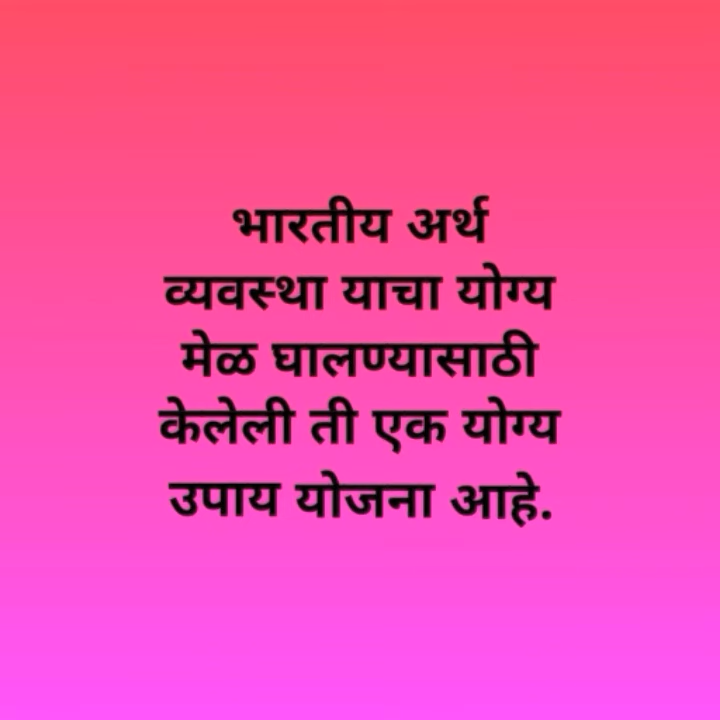 भारतीय अर्थ
व्यवस्था याचा योग्य
मेळ घालण्यासाठी
केलेली ती एक योग्य
उपाय योजना आहे.